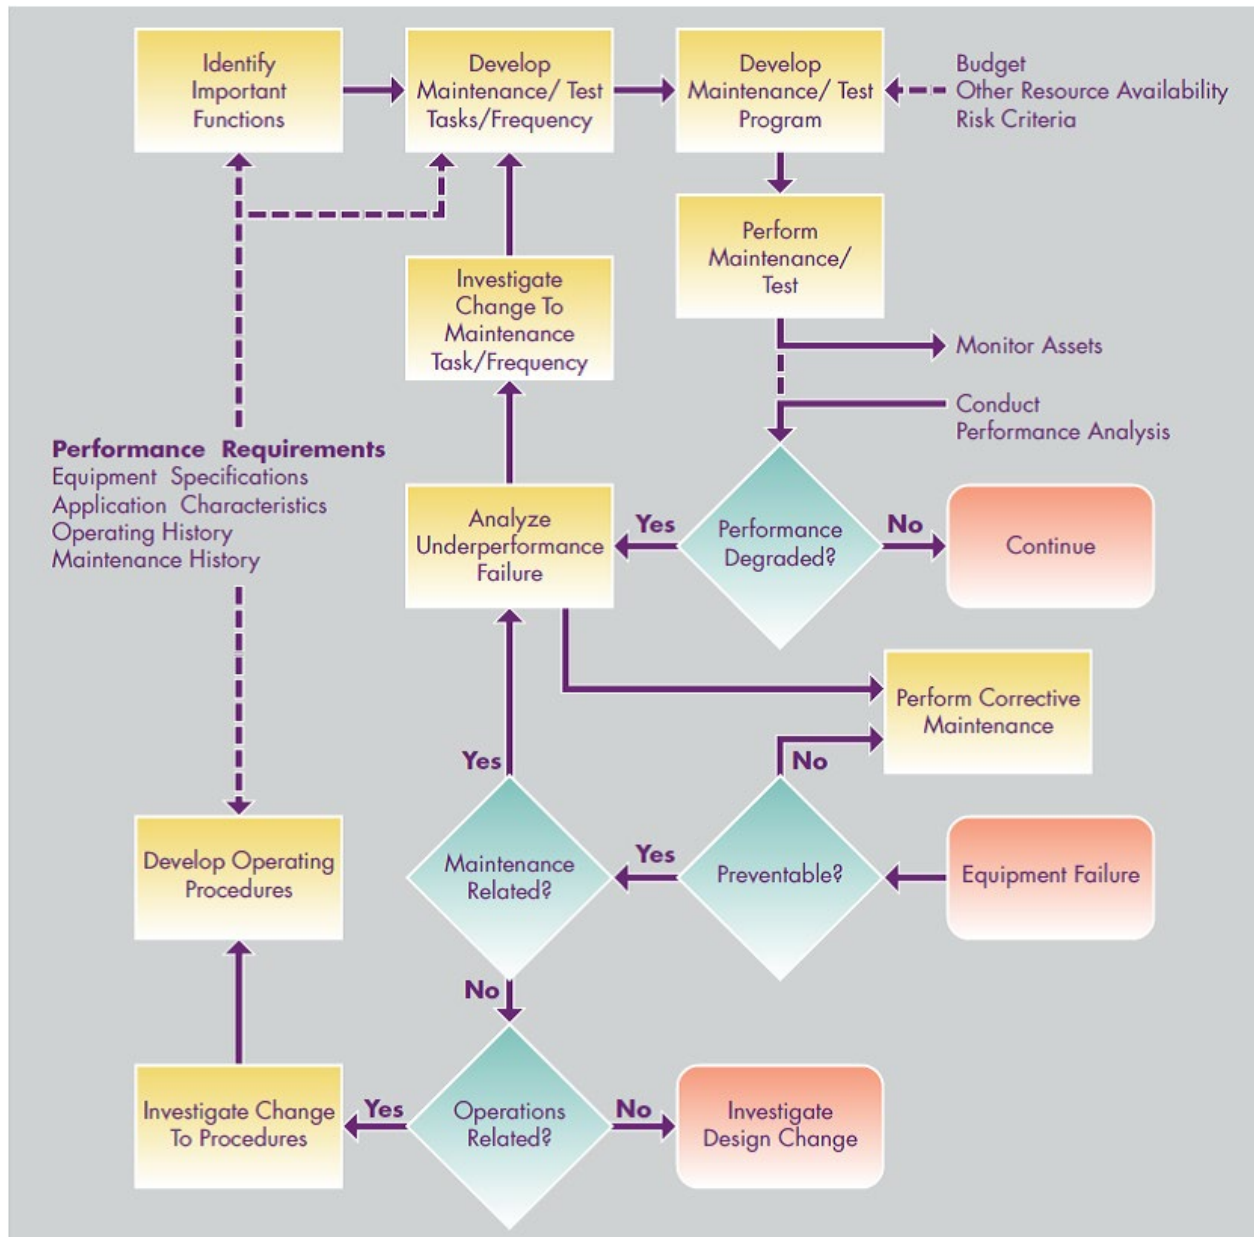 Identify
Important
Functions
Develop
Maintenance/ Test
Tasks/Frequency
Develop
Maintenance/ Test
Program
Budget
Other Resource Availability
Risk Criteria
Perform
Maintenance/
Test
Investigate
Change To
Maintenance
Task/Frequency
Monitor Assets
Conduct
Performance Analysis
Performance Requirements
Equipment Specifications
Application Characteristics
Operating History
Maintenance History
Analyze
Underperformance
Failure
Yes
Performance
Degraded?
No
Continue
Perform Corrective
Maintenance
Yes
No
Develop Operating
Procedures
Maintenance
Related?
Yes
Preventable?
Equipment Failure
No
Investigate Change
To Procedures
Yes
Operations
Related?
No
Investigate
Design Change